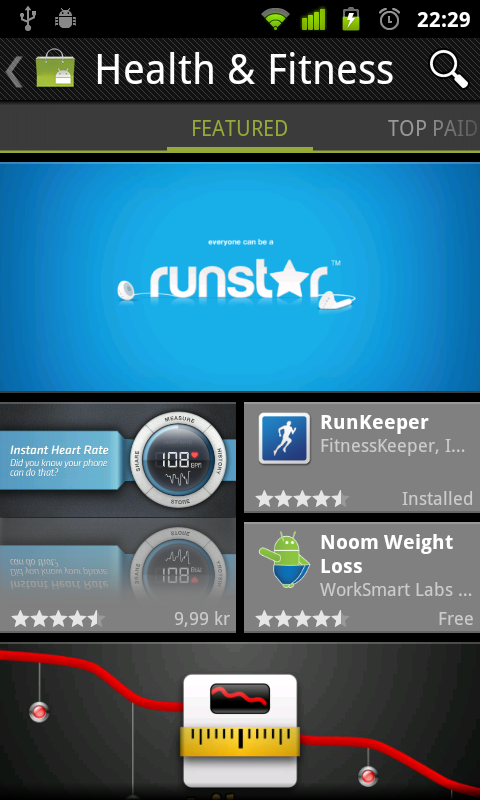 22:29
Health & Fitness
FEATURED
TOP PAID
everyone can be a
runstar™
Instant Heart Rate
Did you know your phone
can do that?
MEASURE
SHARE
HISTORY
STORE
108 BPM
9,99 kr
RunKeeper
FitnessKeeper, I...
Installed
Noom Weight
Loss
WorkSmart Labs ...
Free